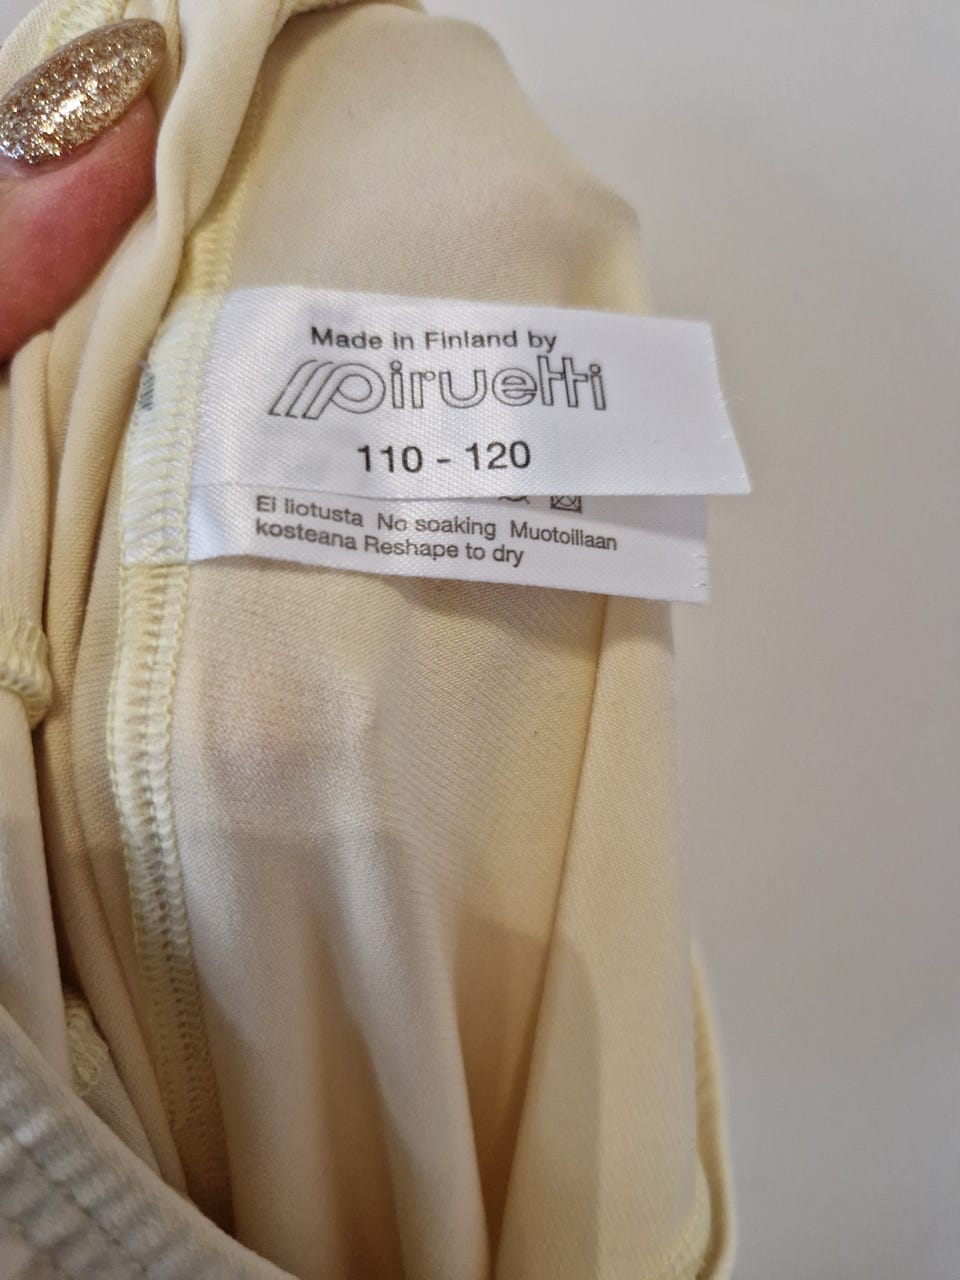 Made in Finland by
piruetti
110 - 120
Ei liotusta No soaking Muotoillaan
kosteana Reshape to dry